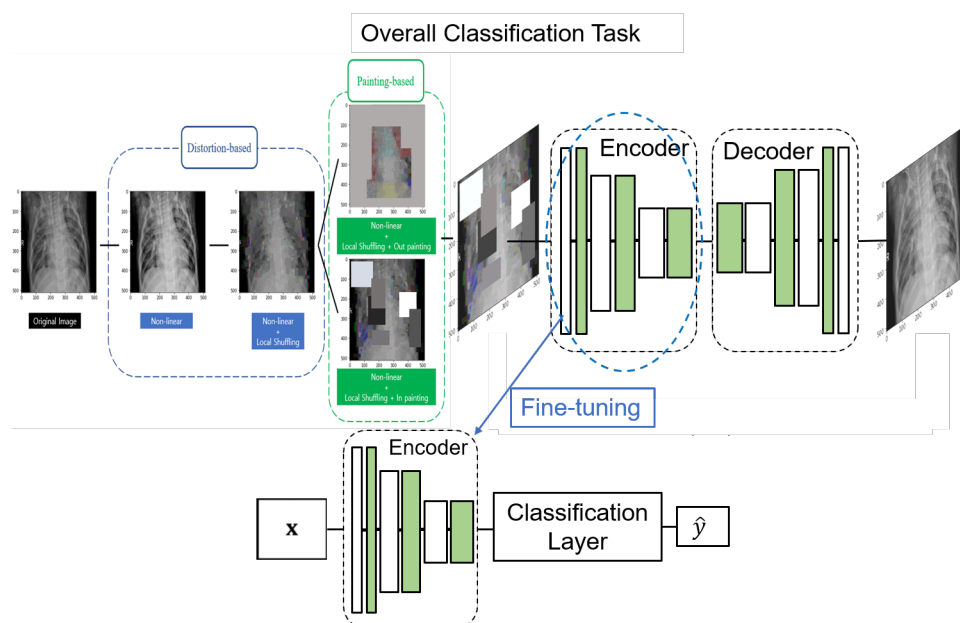 Overall Classification Task
Painting-based
Distortion-based
Encoder
Decoder
Original Image
Non-linear
Non-linear
+
Local Shuffling
Non-linear
+
Local Shuffling + Out painting
Non-linear
+
Local Shuffling + In painting
Fine-tuning
Encoder
x
Classification
Layer
ŷ